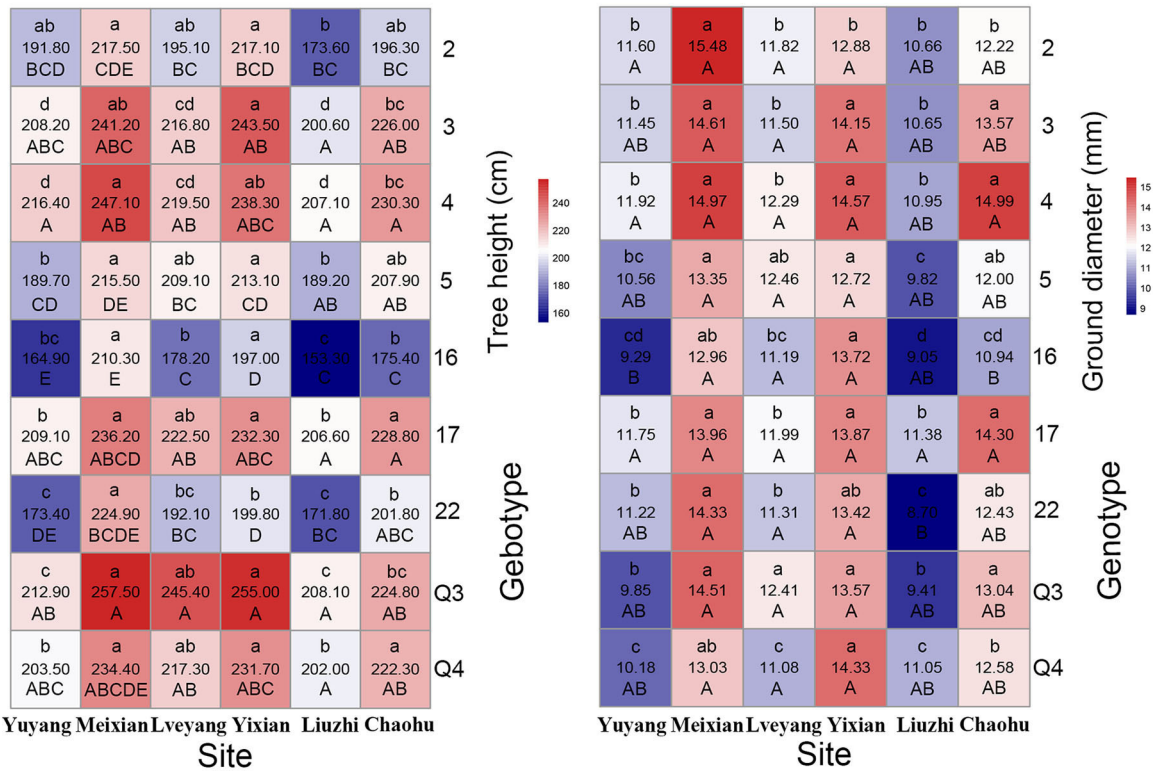 ab a ab a b ab
191.80 217.50 195.10 217.10 173.60 196.30 2
BCD CDE BC BCD BC BC
d ab cd a d bc
208.20 241.20 216.80 243.50 200.60 226.00 3
ABC ABC AB AB A AB
d a cd ab d bc
216.40 247.10 219.50 238.30 207.10 230.30 4
A AB AB ABC A A
b a ab a b ab
189.70 215.50 209.10 213.10 189.20 207.90 5
CD DE BC CD AB AB
bc a b a c b
164.90 210.30 178.20 197.00 153.30 175.40 16
E E C D C C
b a ab a b a
209.10 236.20 222.50 232.30 206.60 228.80 17
ABC ABCD AB ABC A A
c a bc b c b
173.40 224.90 192.10 199.80 171.80 201.80 22
DE BCDE BC D BC ABC
c a ab a c bc
212.90 257.50 245.40 255.00 208.10 224.80 Q3
AB A A A A AB
b a ab a b a
203.50 234.40 217.30 231.70 202.00 222.30 Q4
ABC ABCDE AB ABC A AB
Yuyang Meixian Lveyang Yixian Liuzhi Chaohu
Site
Tree height (cm)
240
220
200
180
160
Gebotype
b a b b b b
11.60 15.48 11.82 12.88 10.66 12.22 2
A A A A AB AB
b a b a b a
11.45 14.61 11.50 14.15 10.65 13.57 3
AB A A A AB AB
b a b a b a
11.92 14.97 12.29 14.57 10.95 14.99 4
A A A A AB A
bc a ab a c ab
10.56 13.35 12.46 12.72 9.82 12.00 5
AB A A A AB AB
cd ab bc a d cd
9.29 12.96 11.19 13.72 9.05 10.94 16
B A A A AB B
b a b a b a
11.75 13.96 11.99 13.87 11.38 14.30 17
A A A A A A
b a b ab c ab
11.22 14.33 11.31 13.42 8.70 12.43 22
AB A A A B AB
b a a a b a
9.85 14.51 12.41 13.57 9.41 13.04 Q3
AB A A A AB AB
c ab c a c b
10.18 13.03 11.08 14.33 11.05 12.58 Q4
AB A A A AB AB
Yuyang Meixian Lveyang Yixian Liuzhi Chaohu
Site
Ground diameter (mm)
15
14
13
12
11
10
9
Genotype